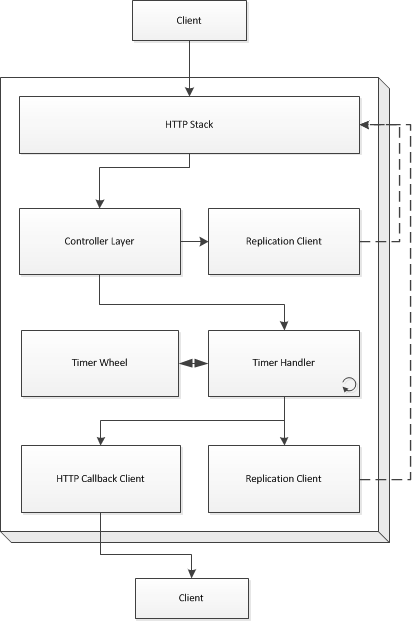 Client
HTTP Stack
Controller Layer
Replication Client
Timer Wheel
Timer Handler
HTTP Callback Client
Replication Client
Client